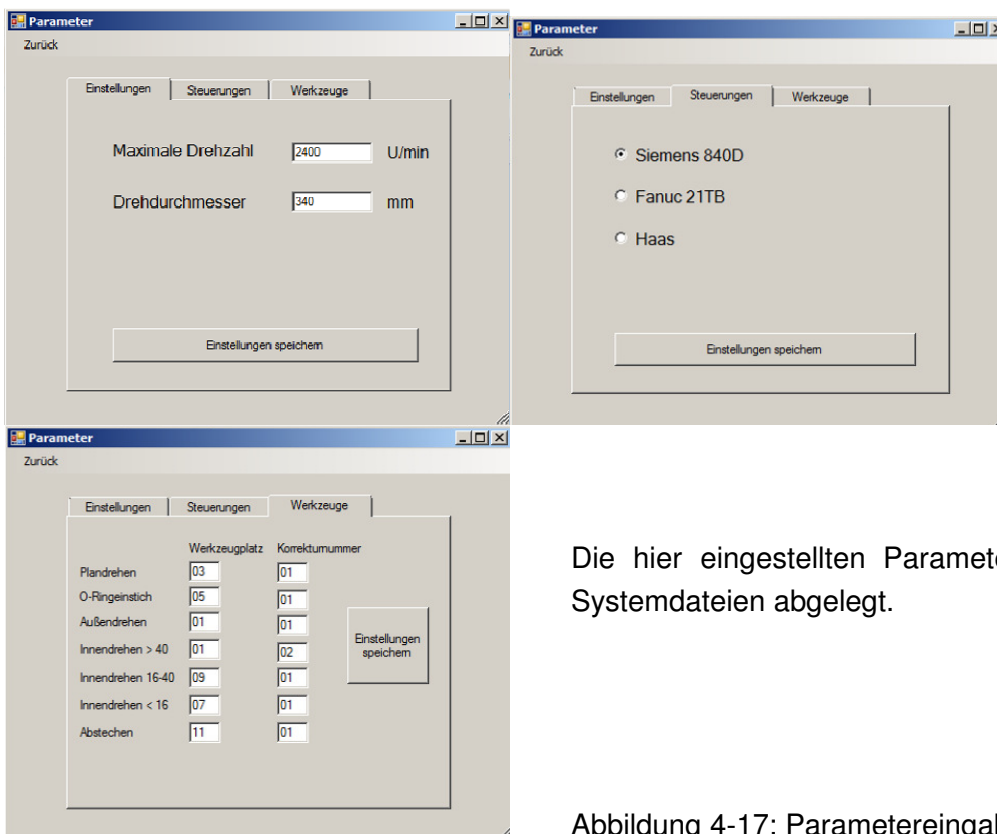 Parameter
Zurück
Einstellungen Steuerungen Werkzeuge
Maximale Drehzahl 2400 U/min
Drehdurchmesser 340 mm
Einstellungen speichern
Parameter
Zurück
Einstellungen Steuerungen Werkzeuge
Siemens 840D
Fanuc 21TB
Haas
Einstellungen speichern
Parameter
Zurück
Einstellungen Steuerungen Werkzeuge
Werkzeugplatz Korrekturnummer
Plandrehen 03 01
O-Ringeinstich 05 01
Außendrehen 01 01
Innendrehen > 40 01 02
Innendrehen 16-40 09 01
Innendrehen < 16 07 01
Abstechen 11 01
Einstellungen
speichern
Die hier eingestellten
Systemdateien abgelegt.
Abbildung 4-17: